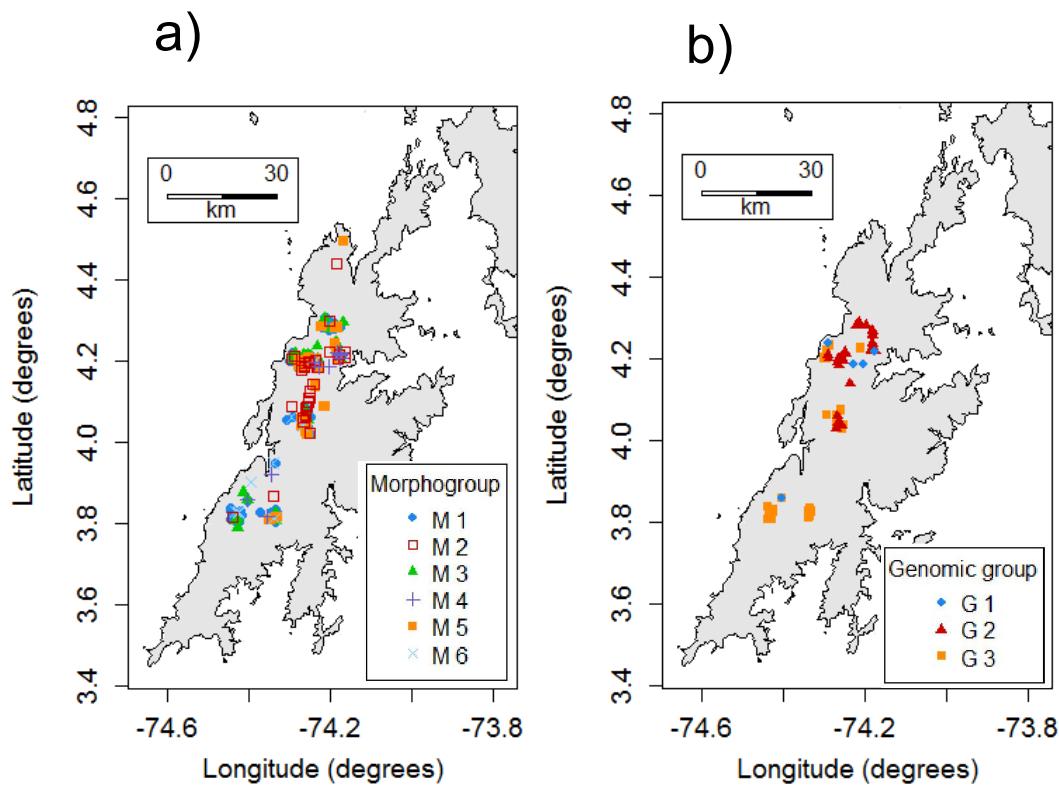 a)
4.8
4.6
4.4
4.2
4.0
3.8
3.6
3.4
Latitude (degrees)
0 30
km
Morphogroup
M 1
M 2
M 3
M 4
M 5
M 6
-74.6 -74.2 -73.8
Longitude (degrees)
b)
4.8
4.6
4.4
4.2
4.0
3.8
3.6
3.4
Latitude (degrees)
0 30
km
Genomic group
G 1
G 2
G 3
-74.6 -74.2 -73.8
Longitude (degrees)